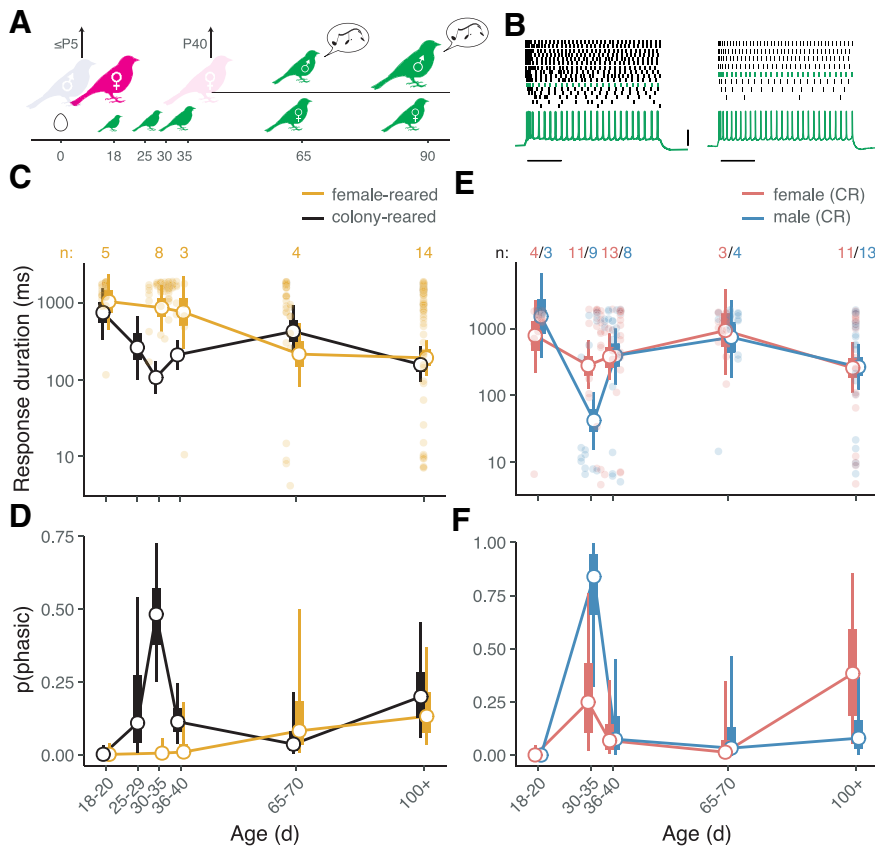 A
≤P5
P40
♂
♀
♀
♂
♂
♀
♀
0
18
25
30
35
65
90
B
C
female-reared
colony-reared
n:
5
8
3
4
14
Response duration (ms)
1000
100
10
E
female (CR)
male (CR)
n:
4/3
11/9
13/8
3/4
11/13
1000
100
10
D
p(phasic)
0.75
0.50
0.25
0.00
18-20
25-29
30-35
36-40
65-70
100+
Age (d)
F
1.00
0.75
0.50
0.25
0.00
18-20
30-35
36-40
65-70
100+
Age (d)